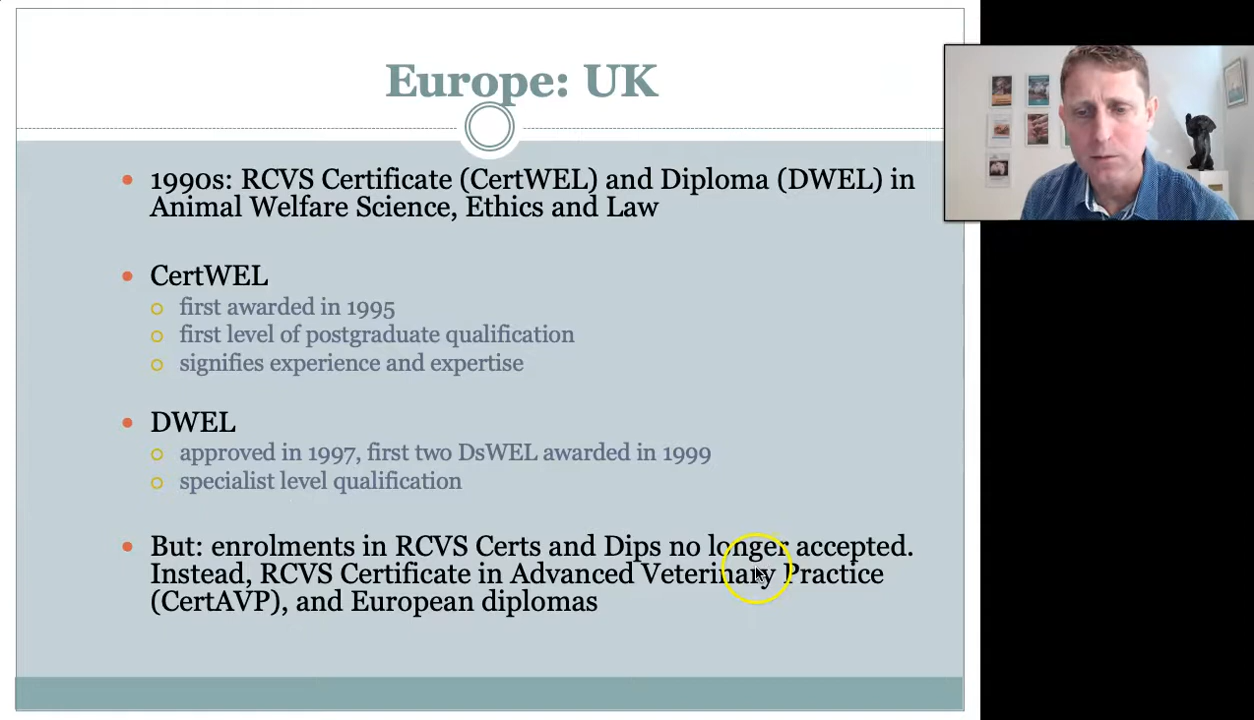 Europe: UK
1990s: RCVS Certificate (CertWEL) and Diploma (DWEL) in
Animal Welfare Science, Ethics and Law
CertWEL
first awarded in 1995
first level of postgraduate qualification
signifies experience and expertise
DWEL
approved in 1997, first two DsWEL awarded in 1999
specialist level qualification
But: enrolments in RCVS Certs and Dips no longer accepted.
Instead, RCVS Certificate in Advanced Veterinary Practice
(CertAVP), and European diplomas